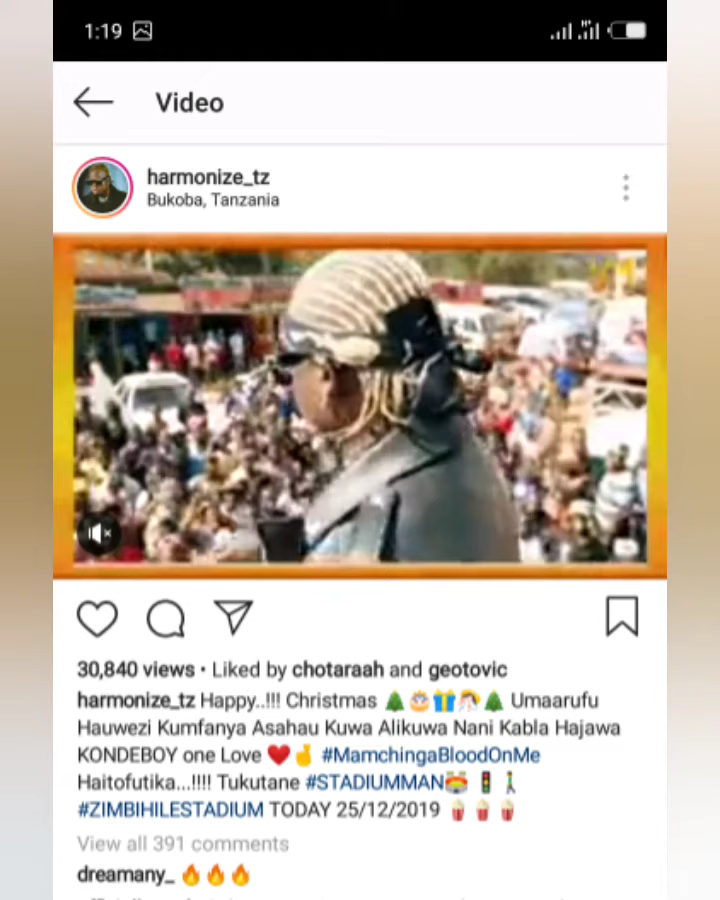 1:19
Video
harmonize_tz
Bukoba, Tanzania
30,840 views • Liked by chotaraah and geotovic
harmonize_tz Happy..!!! Christmas 🎄🎂🎁🎅🎄 Umaarufu
Hauwezi Kumfanya Asahau Kuwa Alikuwa Nani Kabla Hajawa
KONDEBOY one Love ❤️🤞 #MamchingaBloodOnMe
Haitofutika...!!!! Tukutane #STADIUMMAN🏟️🚦🚶
#ZIMBIHILESTADIUM TODAY 25/12/2019 🍿🍿🍿
View all 391 comments
dreamany_ 🔥🔥🔥